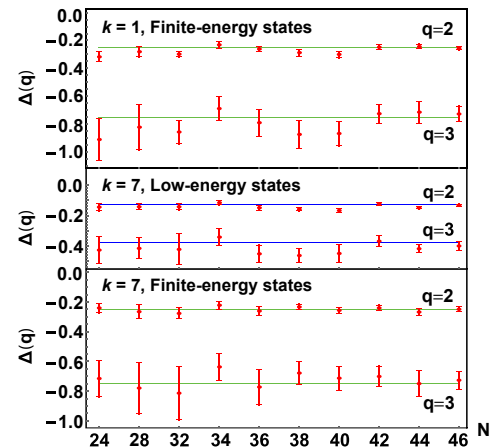 0.0
k = 1, Finite-energy states
q=2
−0.2
−0.4
Δ(q)
−0.6
−0.8
−1.0
q=3
0.0
k = 7, Low-energy states
q=2
−0.2
Δ(q)
−0.4
q=3
0.0
k = 7, Finite-energy states
−0.2
q=2
−0.4
Δ(q)
−0.6
−0.8
q=3
−1.0
24 28 32 34 36 38 40 42 44 46 N